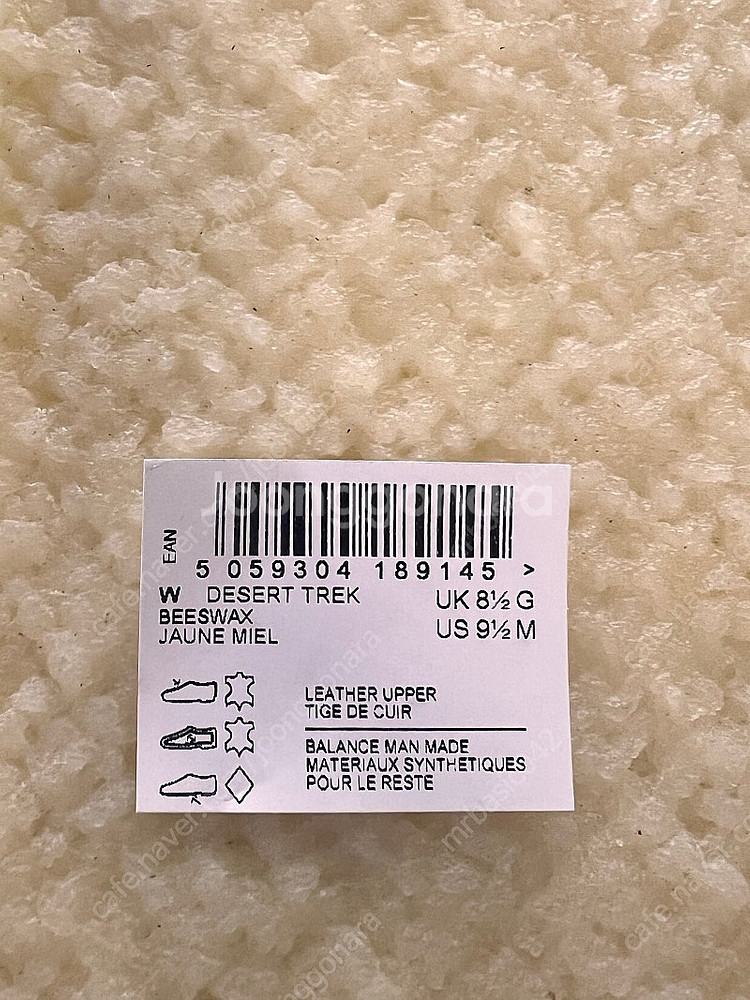 Joonggonara
EAN
5 059304 189145 >
W DESERT TREK
BEESWAX
JAUNE MIEL
UK 8½ G
US 9½ M
LEATHER UPPER
TIGE DE CUIR
BALANCE MAN MADE
MATERIAUX SYNTHETIQUES
POUR LE RESTE